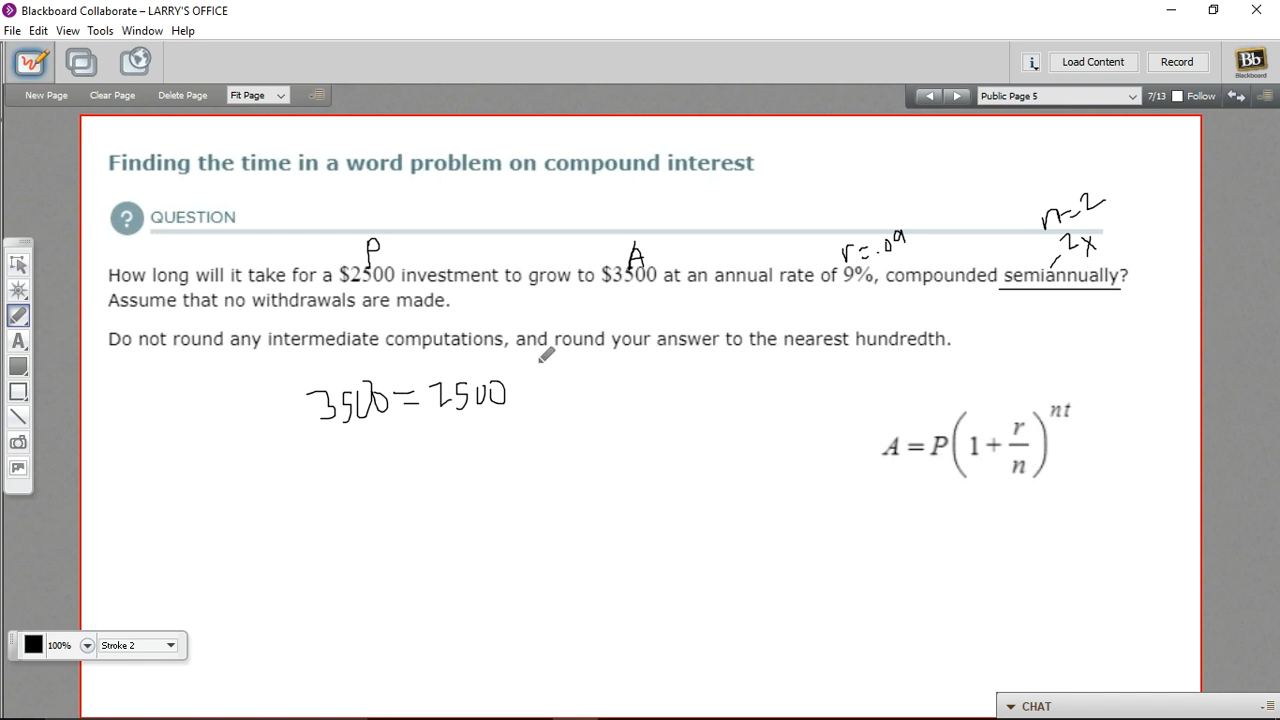 Blackboard Collaborate -- LARRY'S OFFICE
File Edit View Tools Window Help
i Load Content Record Bb Blackboard
New Page Clear Page Delete Page Fit Page Public Page 5 7/13 Follow
Finding the time in a word problem on compound interest
? QUESTION
n=2
P A r=.09 2x
How long will it take for a $2500 investment to grow to $3500 at an annual rate of 9%, compounded semiannually?
Assume that no withdrawals are made.
Do not round any intermediate computations, and round your answer to the nearest hundredth.
3500=2500
A = P(1 + r/n)^nt
A
100% Stroke 2
CHAT